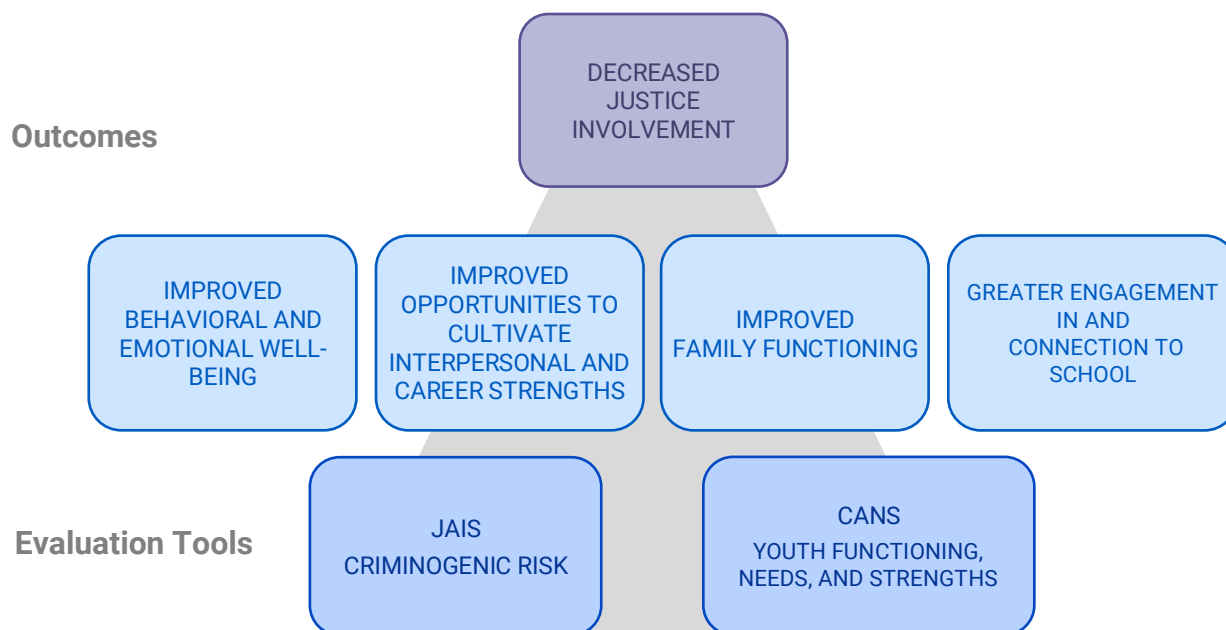 DECREASED
JUSTICE
INVOLVEMENT
Outcomes
IMPROVED
BEHAVIORAL AND
EMOTIONAL WELL-
BEING
IMPROVED
OPPORTUNITIES TO
CULTIVATE
INTERPERSONAL AND
CAREER STRENGTHS
IMPROVED
FAMILY FUNCTIONING
GREATER ENGAGEMENT
IN AND
CONNECTION TO
SCHOOL
Evaluation Tools
JAIS
CRIMINOGENIC RISK
CANS
YOUTH FUNCTIONING,
NEEDS, AND STRENGTHS